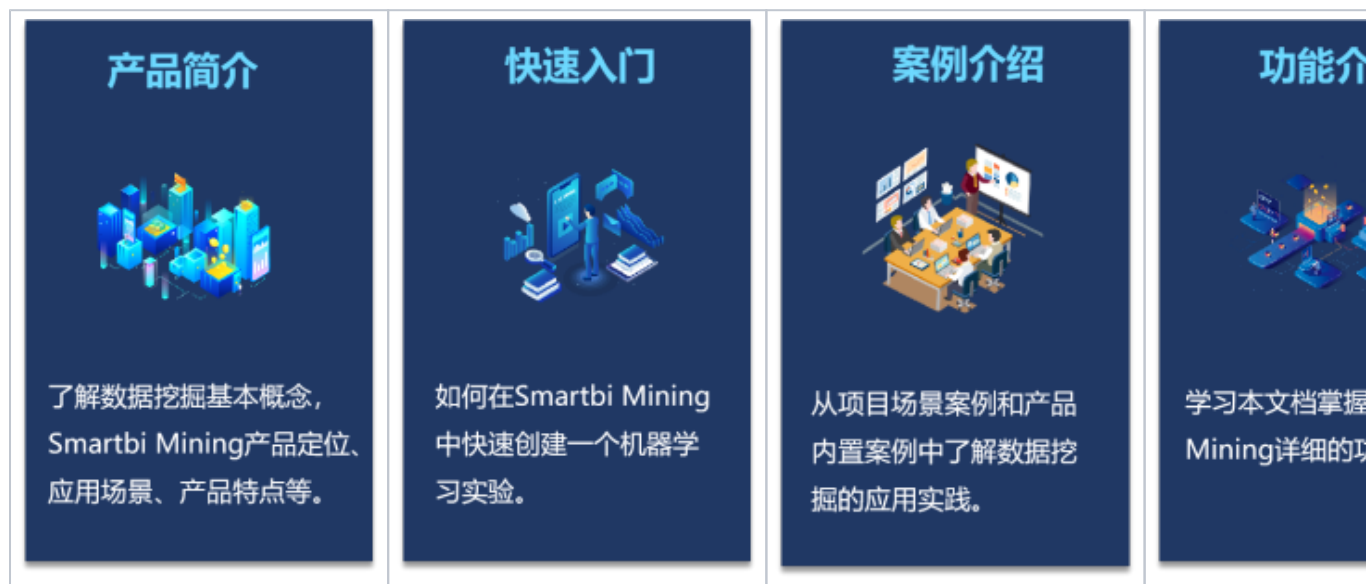 产品简介
了解数据挖掘基本概念，
Smartbi Mining产品定位、
应用场景、产品特点等。
快速入门
如何在Smartbi Mining
中快速创建一个机器学
习实验。
案例介绍
从项目场景案例和产品
内置案例中了解数据挖
掘的应用实践。
功能介
学习本文档掌握
Mining详细的